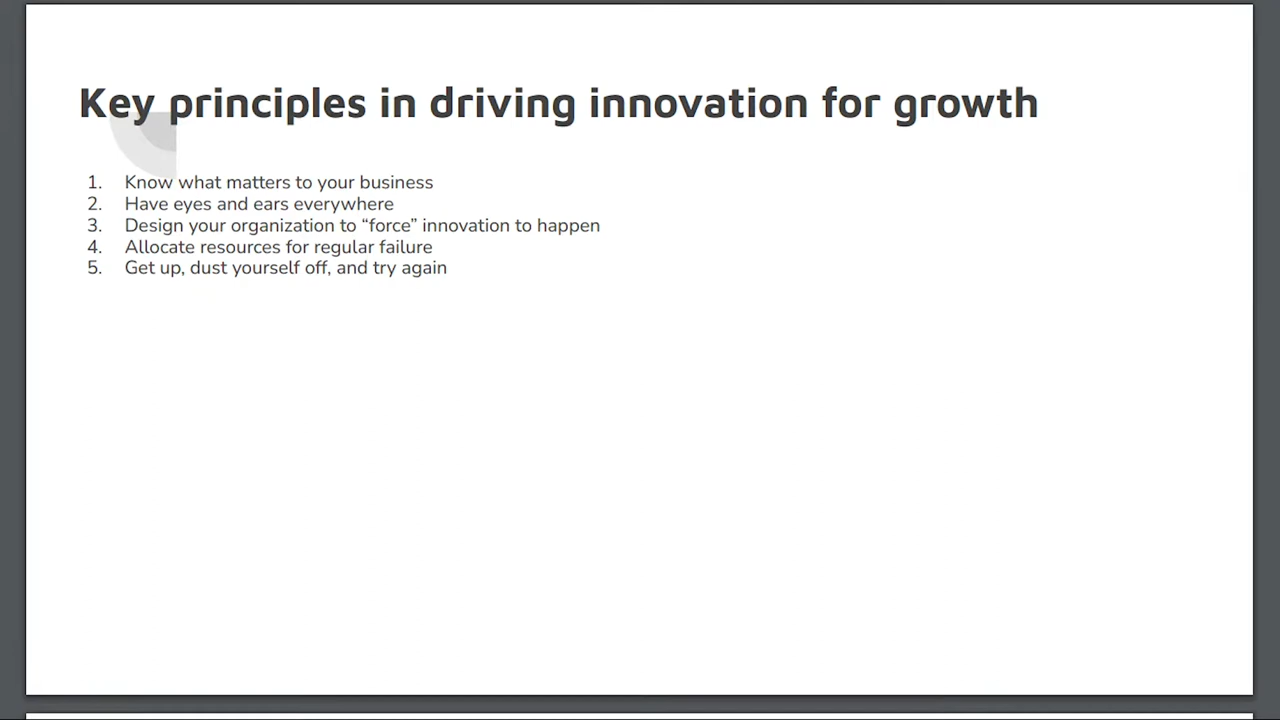 Key principles in driving innovation for growth
1. Know what matters to your business
2. Have eyes and ears everywhere
3. Design your organization to “force” innovation to happen
4. Allocate resources for regular failure
5. Get up, dust yourself off, and try again